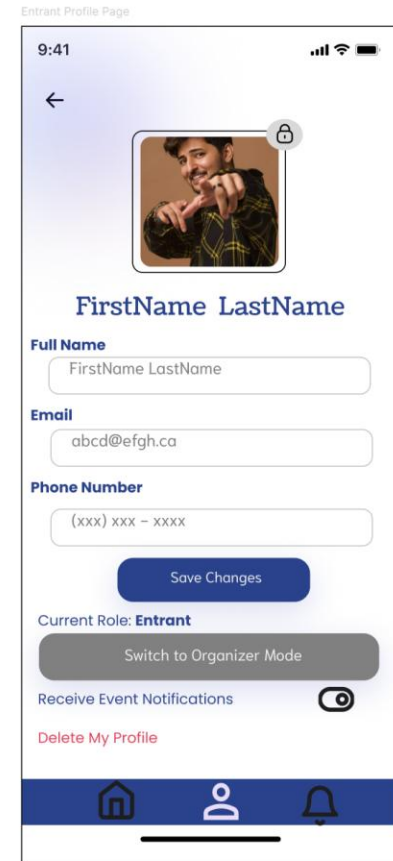 Entrant Profile Page
9:41
FirstName LastName
Full Name
FirstName LastName
Email
abcd@efgh.ca
Phone Number
(xxx) xxx - xxxx
Save Changes
Current Role: Entrant
Switch to Organizer Mode
Receive Event Notifications
Delete My Profile